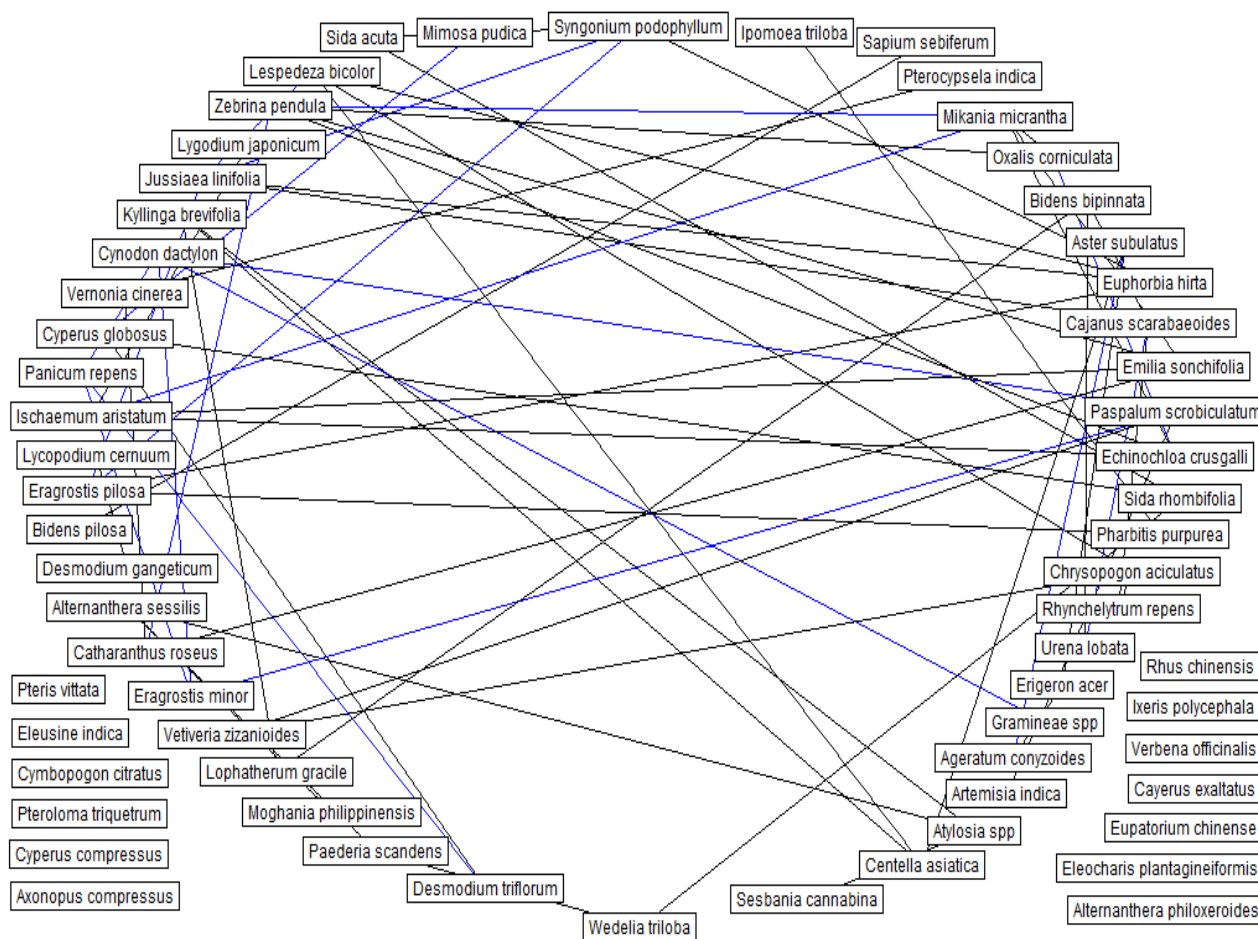 Syngonium podophyllum
Mimosa pudica
Ipomoea triloba
Sida acuta
Sapium sebiferum
Lespedeza bicolor
Pterocypsela indica
Zebrina pendula
Mikania micrantha
Lygodium japonicum
Oxalis corniculata
Jussiaea linifolia
Bidens bipinnata
Kyllinga brevifolia
Aster subulatus
Cynodon dactylon
Euphorbia hirta
Vernonia cinerea
Cajanus scarabaeoides
Cyperus globosus
Emilia sonchifolia
Panicum repens
Paspalum scrobiculatum
Ischaemum aristatum
Echinochloa crusgalli
Lycopodium cernuum
Sida rhombifolia
Eragrostis pilosa
Pharbitis purpurea
Bidens pilosa
Chrysopogon aciculatus
Desmodium gangeticum
Rhynchelytrum repens
Alternanthera sessilis
Urena lobata
Catharanthus roseus
Rhus chinensis
Erigeron acer
Pteris vittata
Eragrostis minor
Ixeris polycephala
Gramineae spp
Eleusine indica
Vetiveria zizanioides
Verbena officinalis
Ageratum conyzoides
Cymbopogon citratus
Lophatherum gracile
Cayerus exaltatus
Artemisia indica
Pteroloma triquetrum
Moghania philippinensis
Eupatorium chinense
Atylosia spp
Cyperus compressus
Paederia scandens
Centella asiatica
Eleocharis plantagineiformis
Axonopus compressus
Desmodium triflorum
Sesbania cannabina
Alternanthera philoxeroides
Wedelia triloba